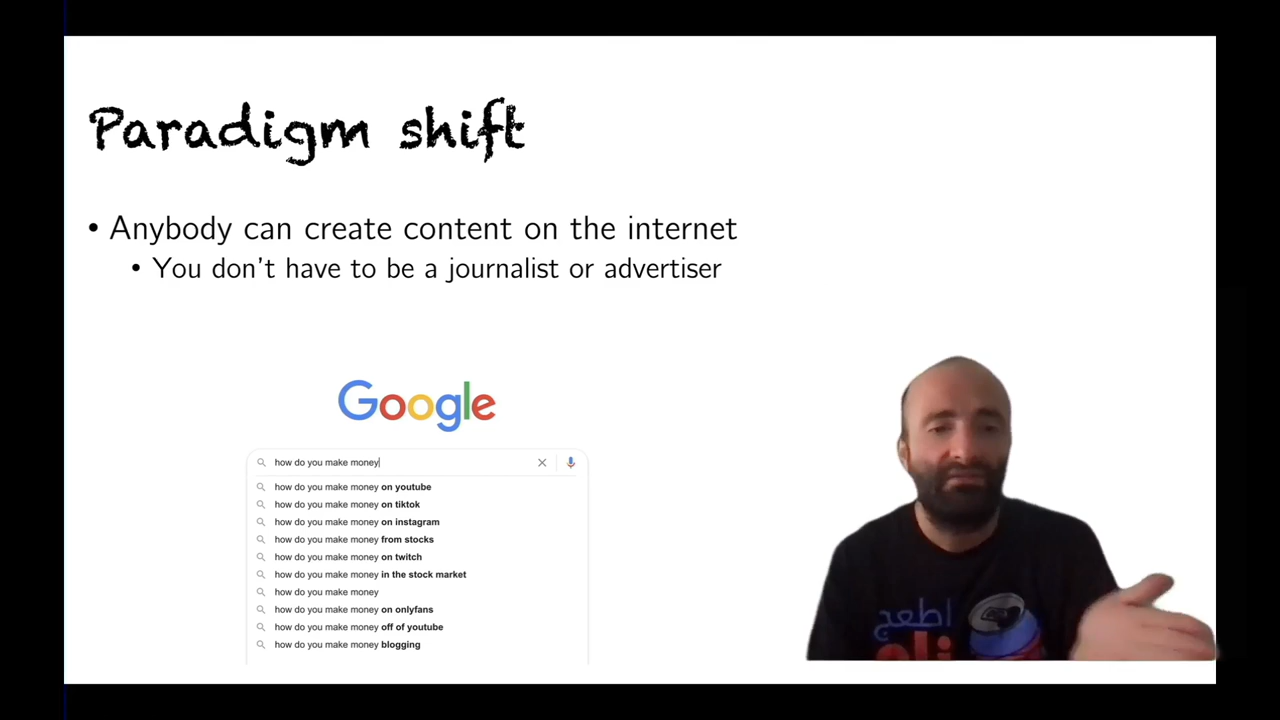 Paradigm shift
• Anybody can create content on the internet
• You don't have to be a journalist or advertiser
Google
how do you make money
how do you make money on youtube
how do you make money on tiktok
how do you make money on instagram
how do you make money from stocks
how do you make money on twitch
how do you make money in the stock market
how do you make money
how do you make money on onlyfans
how do you make money off of youtube
how do you make money blogging